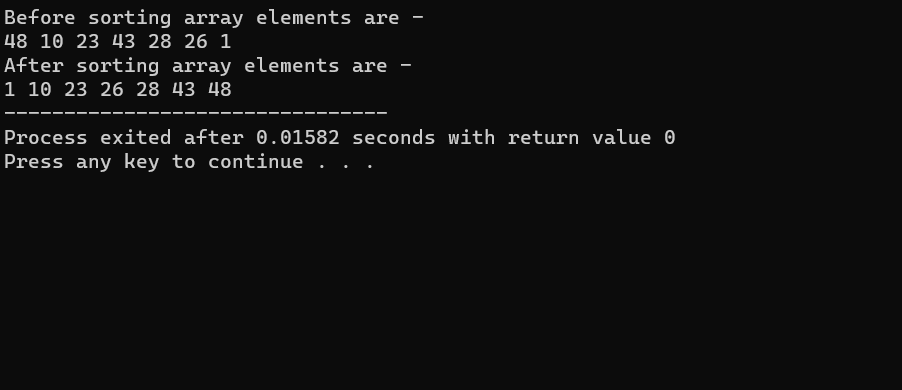 Before sorting array elements are -
48 10 23 43 28 26 1
After sorting array elements are -
1 10 23 26 28 43 48
--------------------------------
Process exited after 0.01582 seconds with return value 0
Press any key to continue . . .